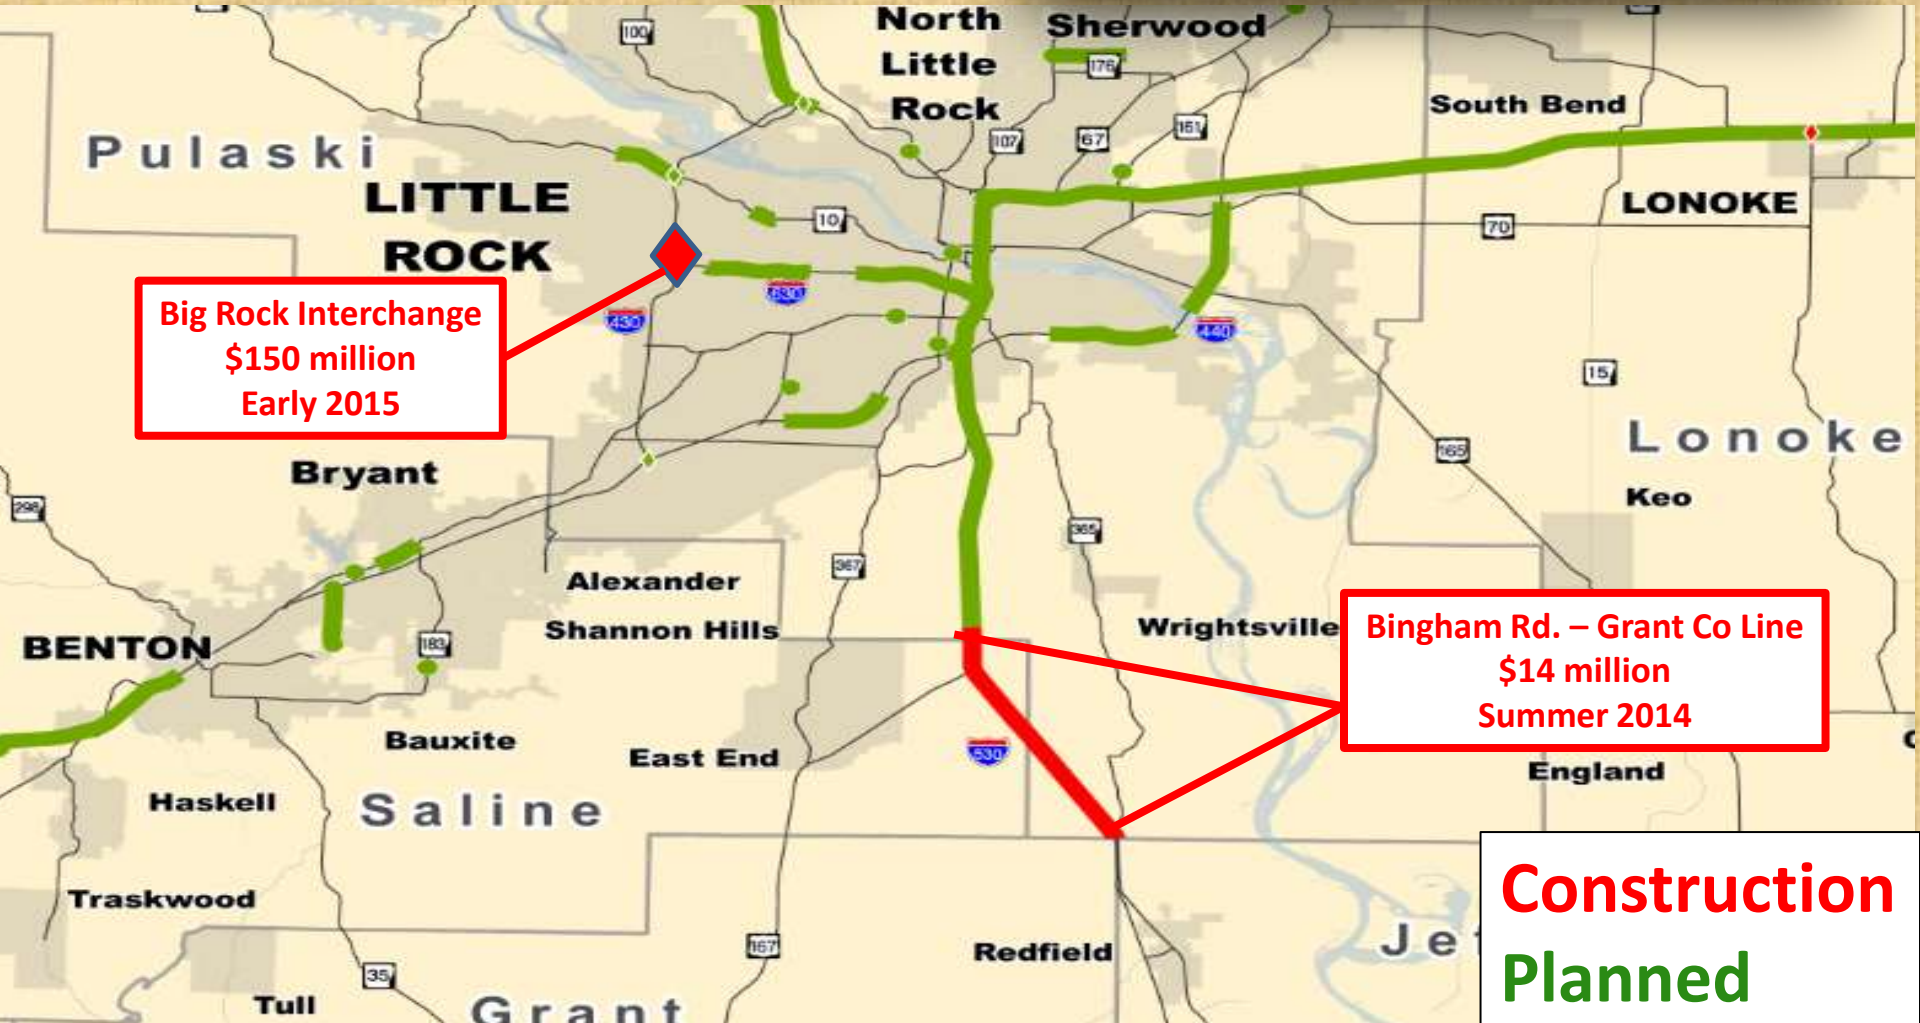 North
Little
Rock
Sherwood
100
176
South Bend
Pulaski
107
67
161
LITTLE
ROCK
LONOKE
10
70
Big Rock Interchange
$150 million
Early 2015
630
430
440
15
Lonoke
165
Bryant
Keo
298
365
367
Alexander
Shannon Hills
Wrightsville
Bingham Rd. – Grant Co Line
$14 million
Summer 2014
BENTON
183
Bauxite
East End
530
England
Haskell
Saline
Traskwood
Construction
Planned
167
Redfield
Je
35
Tull
Grant